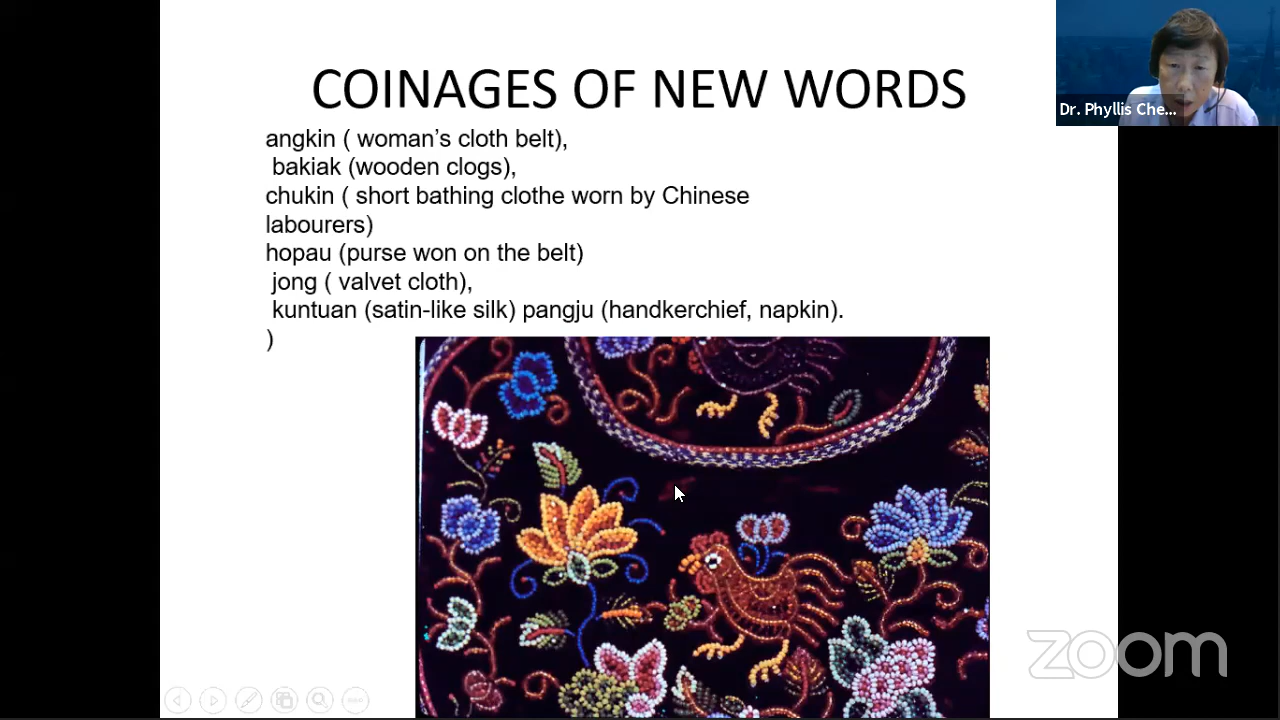 COINAGES OF NEW WORDS
angkin ( woman’s cloth belt),
bakiak (wooden clogs),
chukin ( short bathing clothe worn by Chinese
labourers)
hopau (purse won on the belt)
jong ( valvet cloth),
kuntuan (satin-like silk) pangju (handkerchief, napkin).
)
Dr. Phyllis Che...
zoom